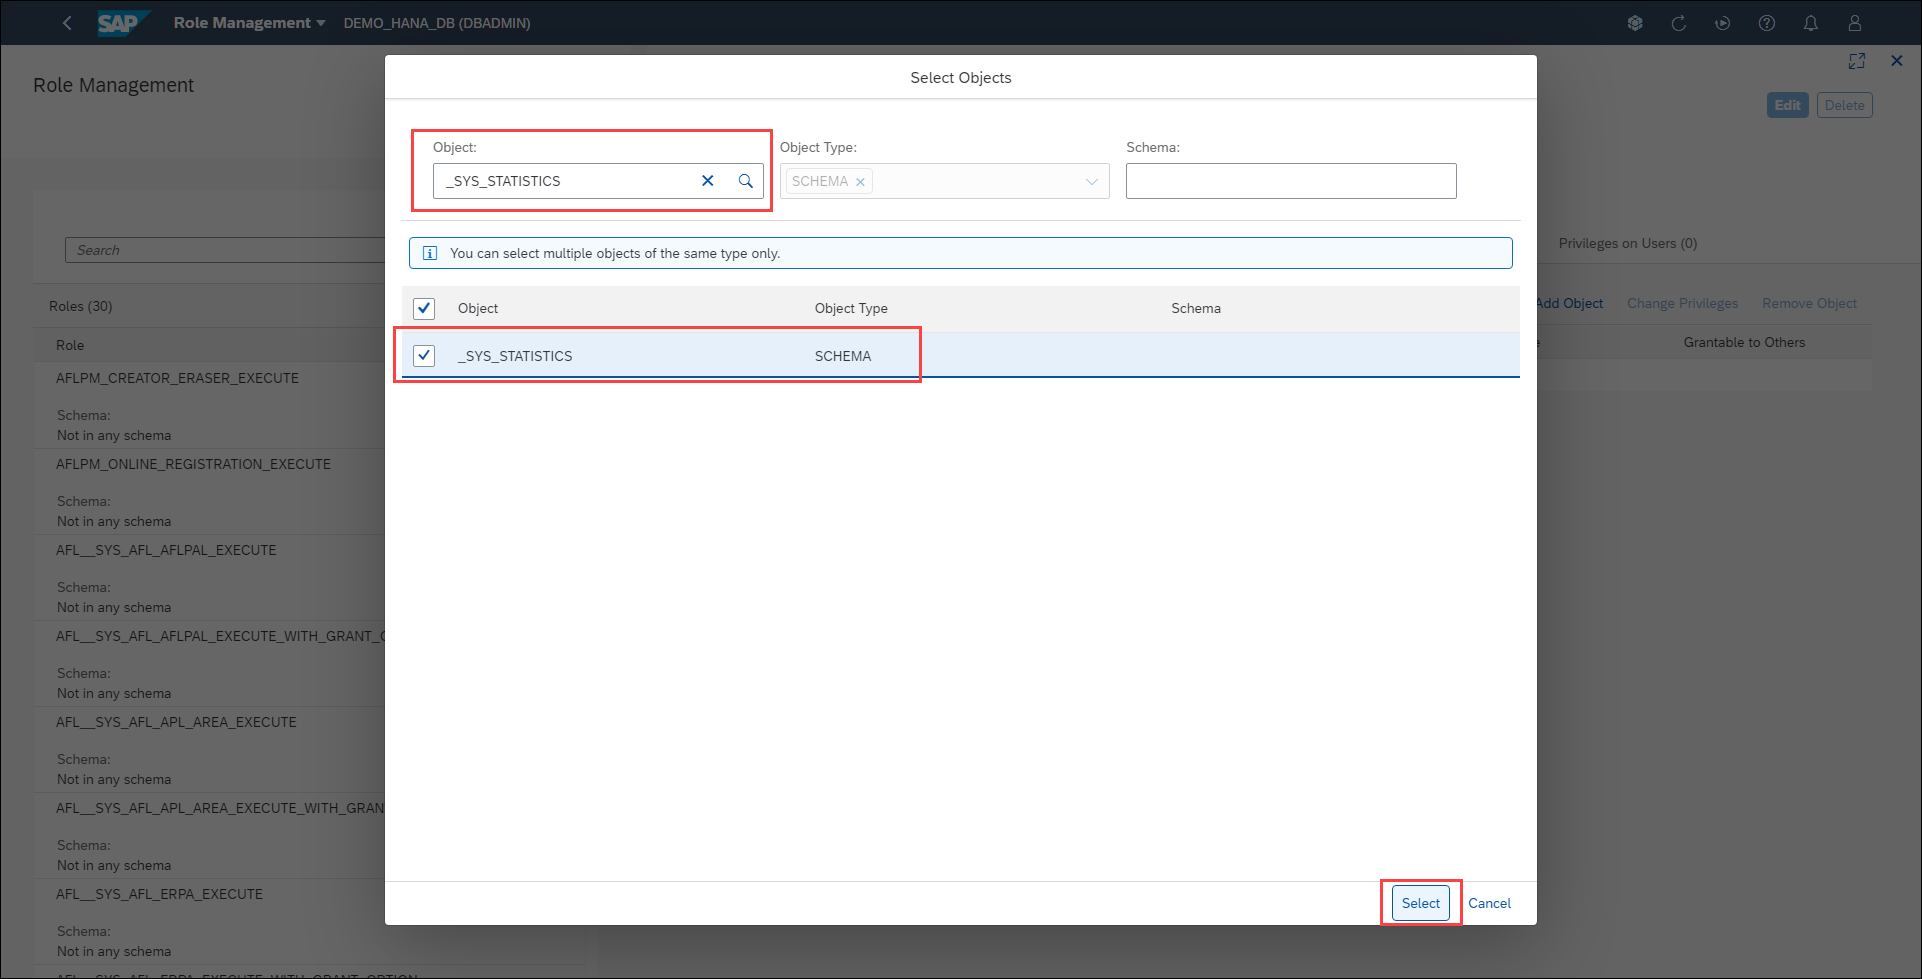 SAP Role Management DEMO_HANA_DB (DBADMIN)
Role Management
Edit Delete
Search
Roles (30)
Role
AFLPM_CREATOR_ERASER_EXECUTE
Schema:
Not in any schema
AFLPM_ONLINE_REGISTRATION_EXECUTE
Schema:
Not in any schema
AFL__SYS_AFL_AFLPAL_EXECUTE
Schema:
Not in any schema
AFL__SYS_AFL_AFLPAL_EXECUTE_WITH_GRANT_O
Schema:
Not in any schema
AFL__SYS_AFL_APL_AREA_EXECUTE
Schema:
Not in any schema
AFL__SYS_AFL_APL_AREA_EXECUTE_WITH_GRAN
Schema:
Not in any schema
AFL__SYS_AFL_ERPA_EXECUTE
Schema:
Not in any schema
AFL__SYS_AFL_ERPA_EXECUTE_WITH_GRANT_OPTION
Select Objects
Object: Object Type: Schema:
_SYS_STATISTICS SCHEMA
You can select multiple objects of the same type only.
Object Object Type Schema
_SYS_STATISTICS SCHEMA
Select Cancel
Privileges on Users (0)
Add Object Change Privileges Remove Object
e Grantable to Others